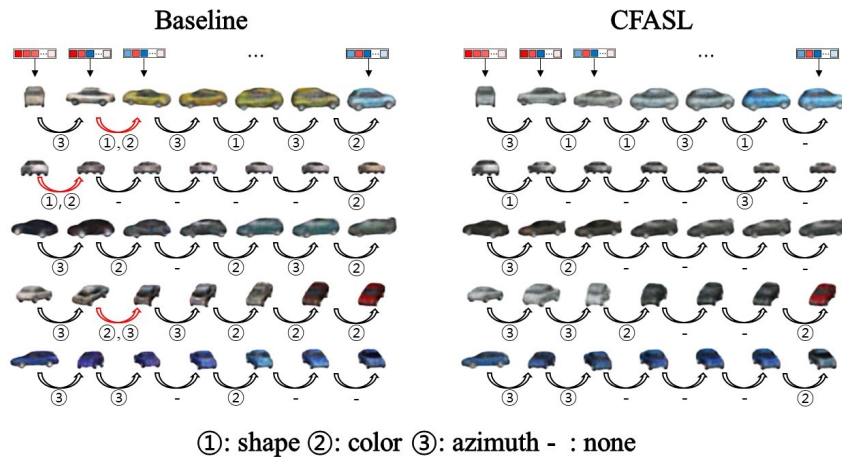 Baseline CFASL
... ... ... ... ... ... ... ...
③ ①,② ③ ① ③ ② ③ ① ① ③ ① -
①,② - - - - ② ① - - - ③ -
③ ② - ② ③ ② ③ ② - - - -
③ ②,③ ③ ② ② ② ③ ③ ② - - ②
③ ③ - ② - - ③ ③ - - - ②
①: shape ②: color ③: azimuth - : none